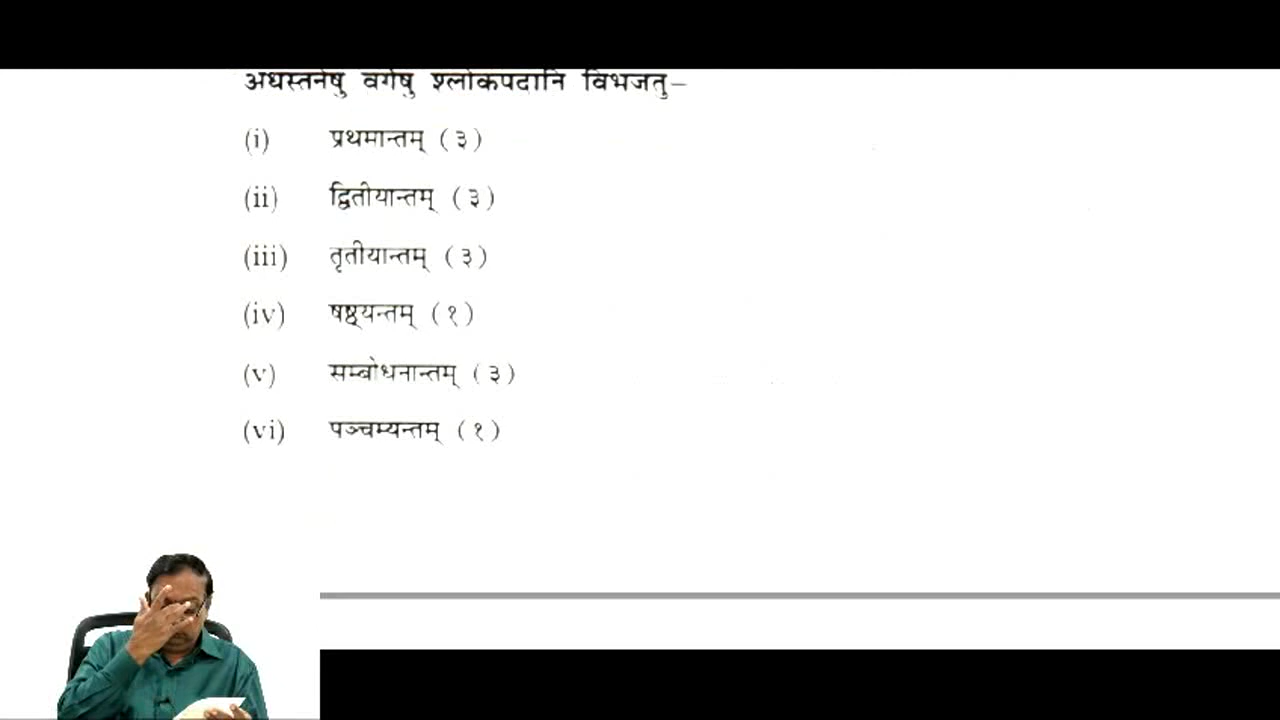 अधस्तनेषु वर्गेषु श्लोकपदानि विभजतु–
(i) प्रथमान्तम् (३)
(ii) द्वितीयान्तम् (३)
(iii) तृतीयान्तम् (३)
(iv) षष्ठ्यन्तम् (१)
(v) सम्बोधनान्तम् (३)
(vi) पञ्चम्यन्तम् (१)